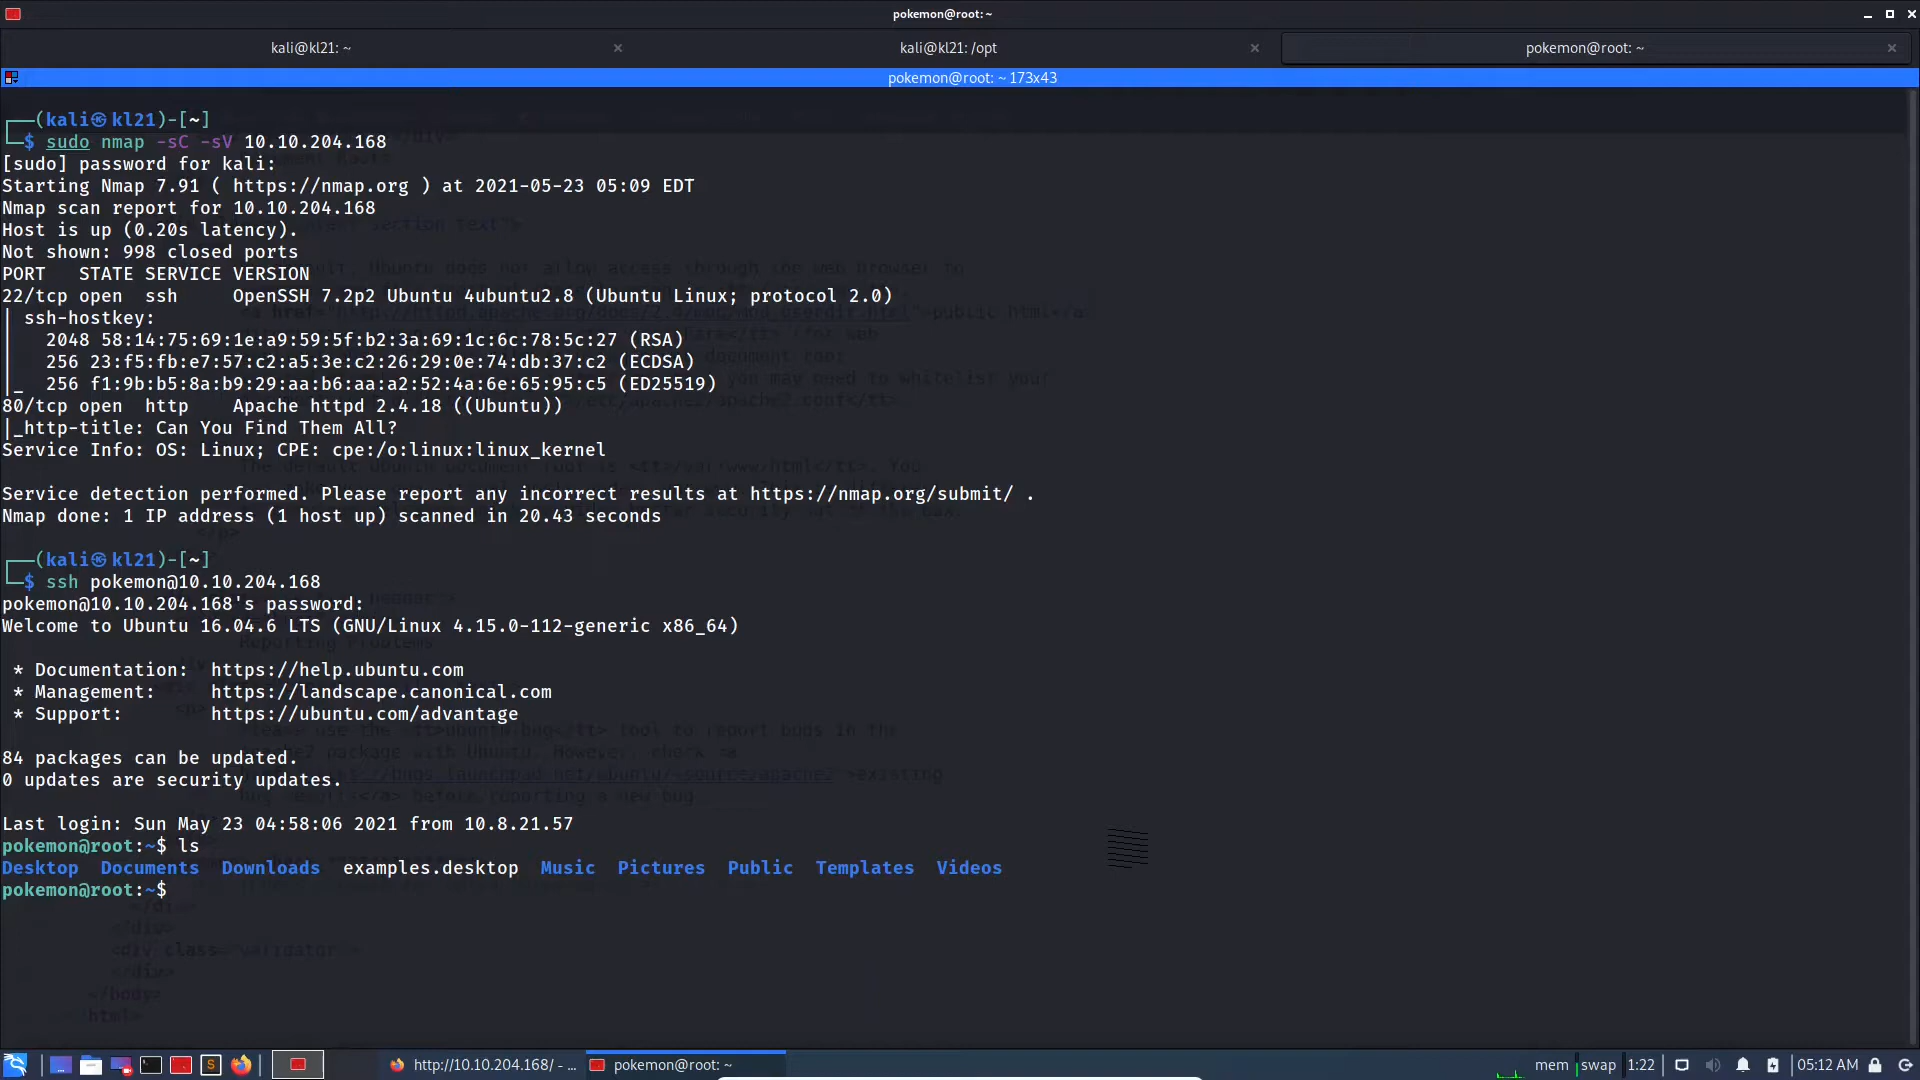 pokemon@root: ~
kali@kl21: ~
kali@kl21: /opt
pokemon@root: ~
pokemon@root: ~ 173x43
┌──(kali㉿kl21)-[~]
└─$ sudo nmap -sC -sV 10.10.204.168
[sudo] password for kali:
Starting Nmap 7.91 ( https://nmap.org ) at 2021-05-23 05:09 EDT
Nmap scan report for 10.10.204.168
Host is up (0.20s latency).
Not shown: 998 closed ports
PORT   STATE SERVICE VERSION
22/tcp open  ssh     OpenSSH 7.2p2 Ubuntu 4ubuntu2.8 (Ubuntu Linux; protocol 2.0)
| ssh-hostkey:
|   2048 58:14:75:69:1e:a9:59:5f:b2:3a:69:1c:6c:78:5c:27 (RSA)
|   256 23:f5:fb:e7:57:c2:a5:3e:c2:26:29:0e:74:db:37:c2 (ECDSA)
|_  256 f1:9b:b5:8a:b9:29:aa:b6:aa:a2:52:4a:6e:65:95:c5 (ED25519)
80/tcp open  http    Apache httpd 2.4.18 ((Ubuntu))
|_http-title: Can You Find Them All?
Service Info: OS: Linux; CPE: cpe:/o:linux:linux_kernel
Service detection performed. Please report any incorrect results at https://nmap.org/submit/ .
Nmap done: 1 IP address (1 host up) scanned in 20.43 seconds
┌──(kali㉿kl21)-[~]
└─$ ssh pokemon@10.10.204.168
pokemon@10.10.204.168's password:
Welcome to Ubuntu 16.04.6 LTS (GNU/Linux 4.15.0-112-generic x86_64)
* Documentation:  https://help.ubuntu.com
* Management:     https://landscape.canonical.com
* Support:        https://ubuntu.com/advantage
84 packages can be updated.
0 updates are security updates.
Last login: Sun May 23 04:58:06 2021 from 10.8.21.57
pokemon@root:~$ ls
Desktop  Documents  Downloads  examples.desktop  Music  Pictures  Public  Templates  Videos
pokemon@root:~$
http://10.10.204.168/ - ...
pokemon@root: ~
mem
swap
1:22
05:12 AM